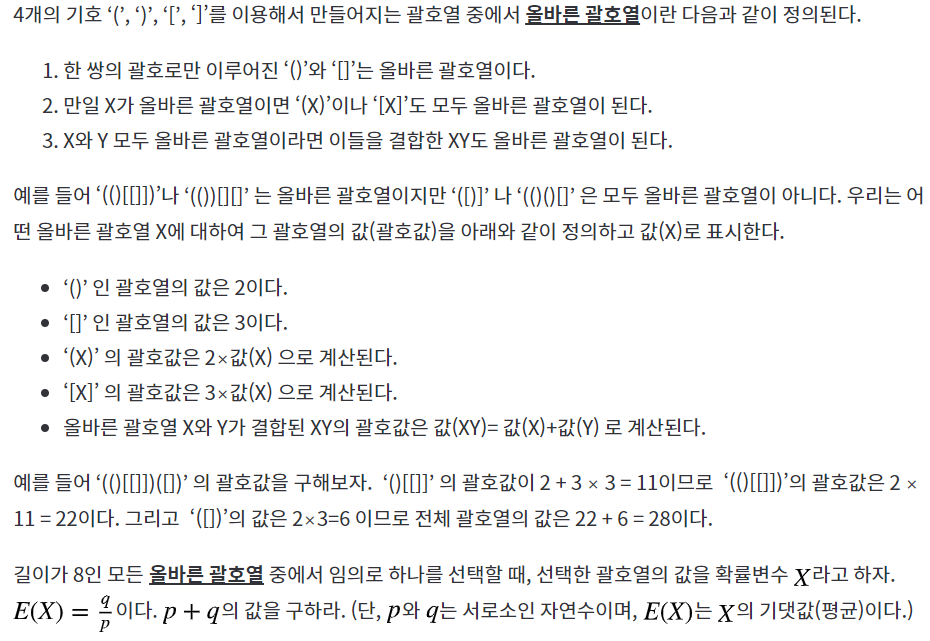 4개의 기호 ‘(’, ‘)’, ‘[’, ‘]’를 이용해서 만들어지는 괄호열 중에서 올바른 괄호열이란 다음과 같이 정의된다.
1. 한 쌍의 괄호로만 이루어진 ‘()’와 ‘[]’는 올바른 괄호열이다.
2. 만일 X가 올바른 괄호열이면 ‘(X)’이나 ‘[X]’도 모두 올바른 괄호열이 된다.
3. X와 Y 모두 올바른 괄호열이라면 이들을 결합한 XY도 올바른 괄호열이 된다.
예를 들어 ‘(()[[]])’나 ‘(())[][]’ 는 올바른 괄호열이지만 ‘([)]’ 나 ‘(()()[]’ 은 모두 올바른 괄호열이 아니다. 우리는 어
떤 올바른 괄호열 X에 대하여 그 괄호열의 값(괄호값)을 아래와 같이 정의하고 값(X)로 표시한다.
• ‘()’ 인 괄호열의 값은 2이다.
• ‘[]’ 인 괄호열의 값은 3이다.
• ‘(X)’ 의 괄호값은 2×값(X) 으로 계산된다.
• ‘[X]’ 의 괄호값은 3×값(X) 으로 계산된다.
• 올바른 괄호열 X와 Y가 결합된 XY의 괄호값은 값(XY)= 값(X)+값(Y) 로 계산된다.
예를 들어 ‘(()[[]])([])’ 의 괄호값을 구해보자. ‘()[[]]’ 의 괄호값이 2 + 3 × 3 = 11이므로 ‘(()[[]])’의 괄호값은 2 ×
11 = 22이다. 그리고 ‘([])’의 값은 2×3=6 이므로 전체 괄호열의 값은 22 + 6 = 28이다.
길이가 8인 모든 올바른 괄호열 중에서 임의로 하나를 선택할 때, 선택한 괄호열의 값을 확률변수 X라고 하자.
E(X) = q/p 이다. p + q의 값을 구하라. (단, p와 q는 서로소인 자연수이며, E(X)는 X의 기댓값(평균)이다.)